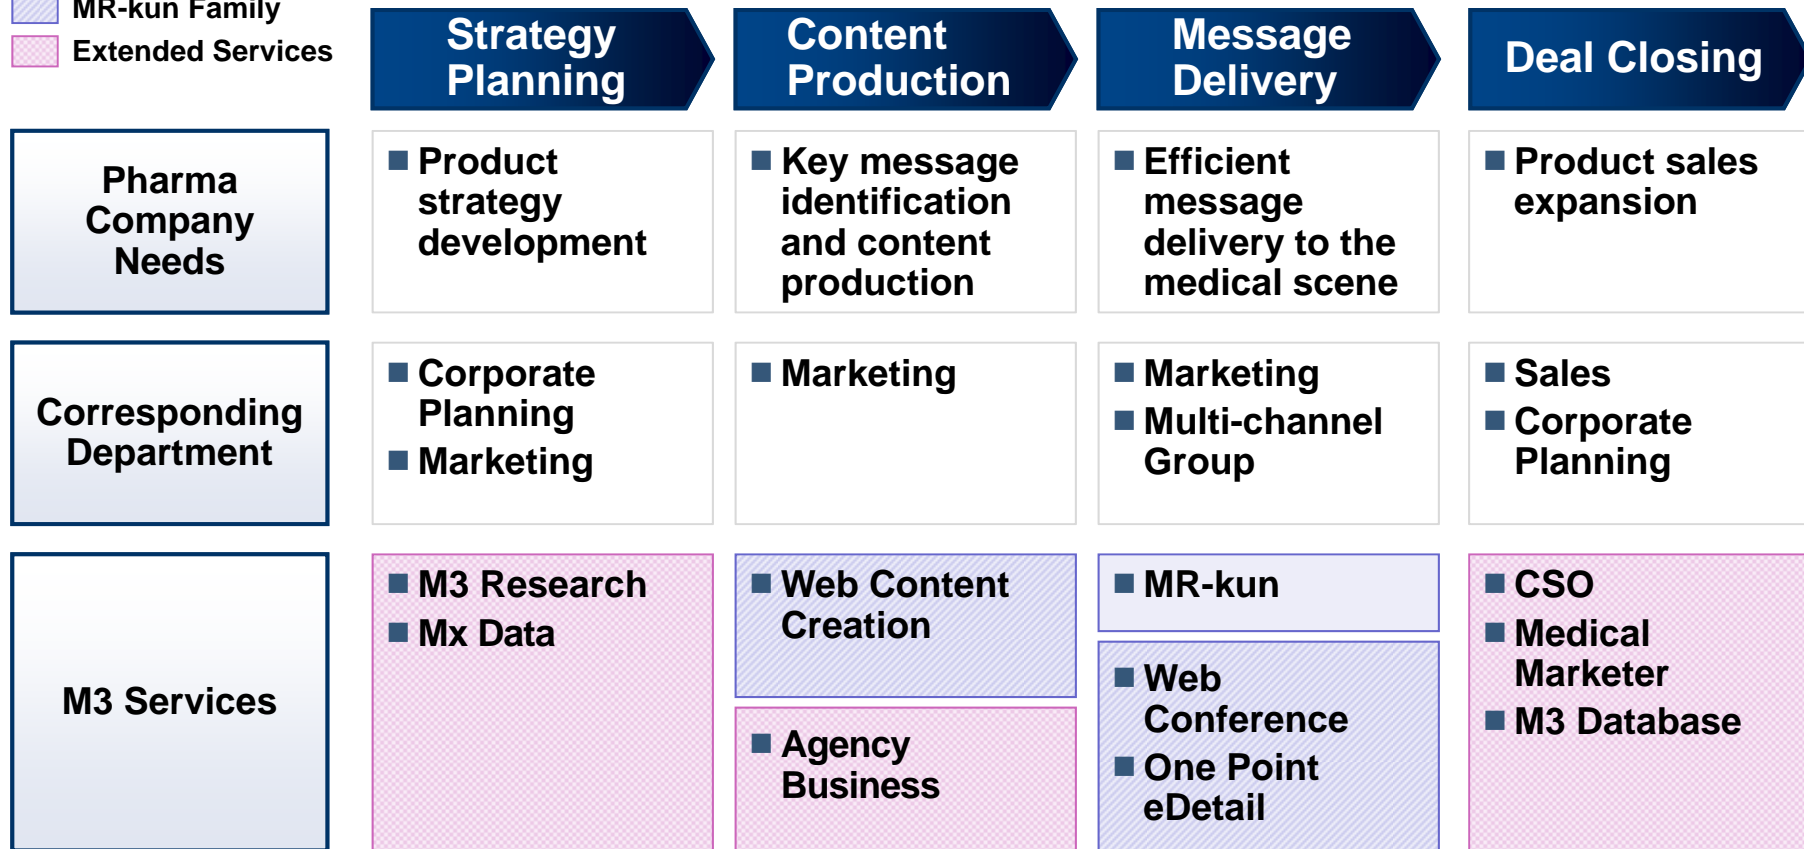 MR-kun Family
Extended Services
Strategy
Planning
Content
Production
Message
Delivery
Deal Closing
Pharma
Company
Needs
Product
strategy
development
Key message
identification
and content
production
Efficient
message
delivery to the
medical scene
Product sales
expansion
Corresponding
Department
Corporate
Planning
Marketing
Marketing
Marketing
Multi-channel
Group
Sales
Corporate
Planning
M3 Services
M3 Research
Mx Data
Web Content
Creation
Agency
Business
MR-kun
Web
Conference
One Point
eDetail
CSO
Medical
Marketer
M3 Database